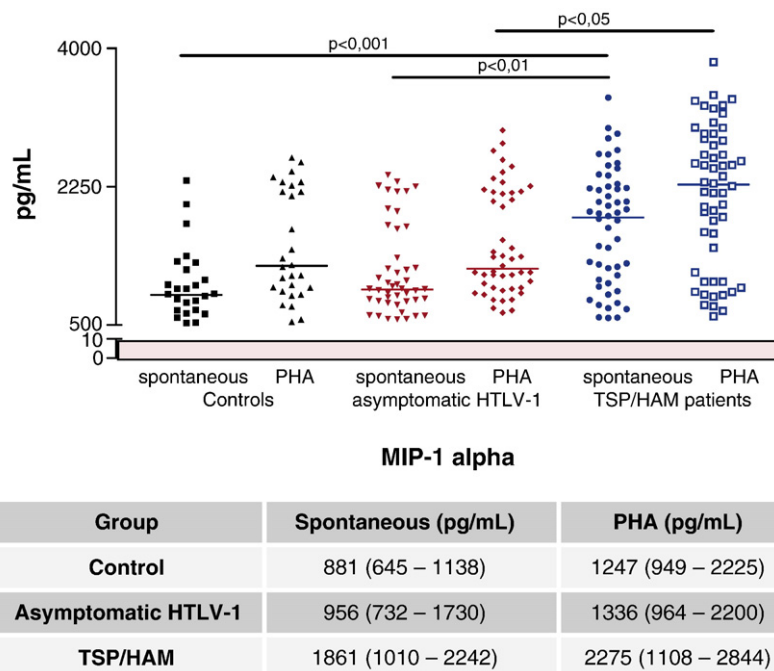 p<0,05
4000
p<0,001
p<0,01
pg/mL
2250
500
10
0
spontaneous PHA spontaneous PHA spontaneous PHA
Controls asymptomatic HTLV-1 TSP/HAM patients
MIP-1 alpha
Group Spontaneous (pg/mL) PHA (pg/mL)
Control 881 (645 – 1138) 1247 (949 – 2225)
Asymptomatic HTLV-1 956 (732 – 1730) 1336 (964 – 2200)
TSP/HAM 1861 (1010 – 2242) 2275 (1108 – 2844)